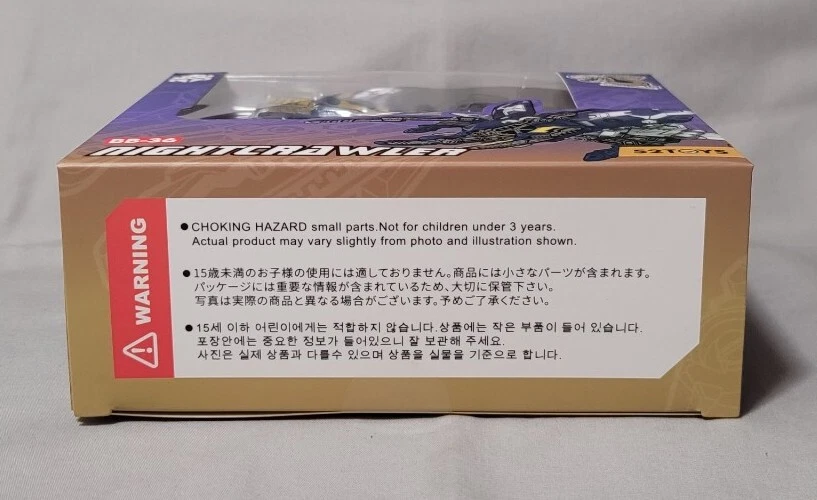 BB-36
NIGHTCRAWLER
52TOYS
WARNING
● CHOKING HAZARD small parts.Not for children under 3 years.
Actual product may vary slightly from photo and illustration shown.
● 15歳未満のお子様の使用には適しておりません。商品には小さなパーツが含まれます。
パッケージには重要な情報が含まれているため、大切に保管下さい。
写真は実際の商品と異なる場合がございます。予めご了承ください。
● 15세 이하 어린이에게는 적합하지 않습니다.상품에는 작은 부품이 들어 있습니다.
포장안에는 중요한 정보가 들어있으니 잘 보관해 주세요.
사진은 실제 상품과 다를수 있으며 상품을 실물을 기준으로 합니다.